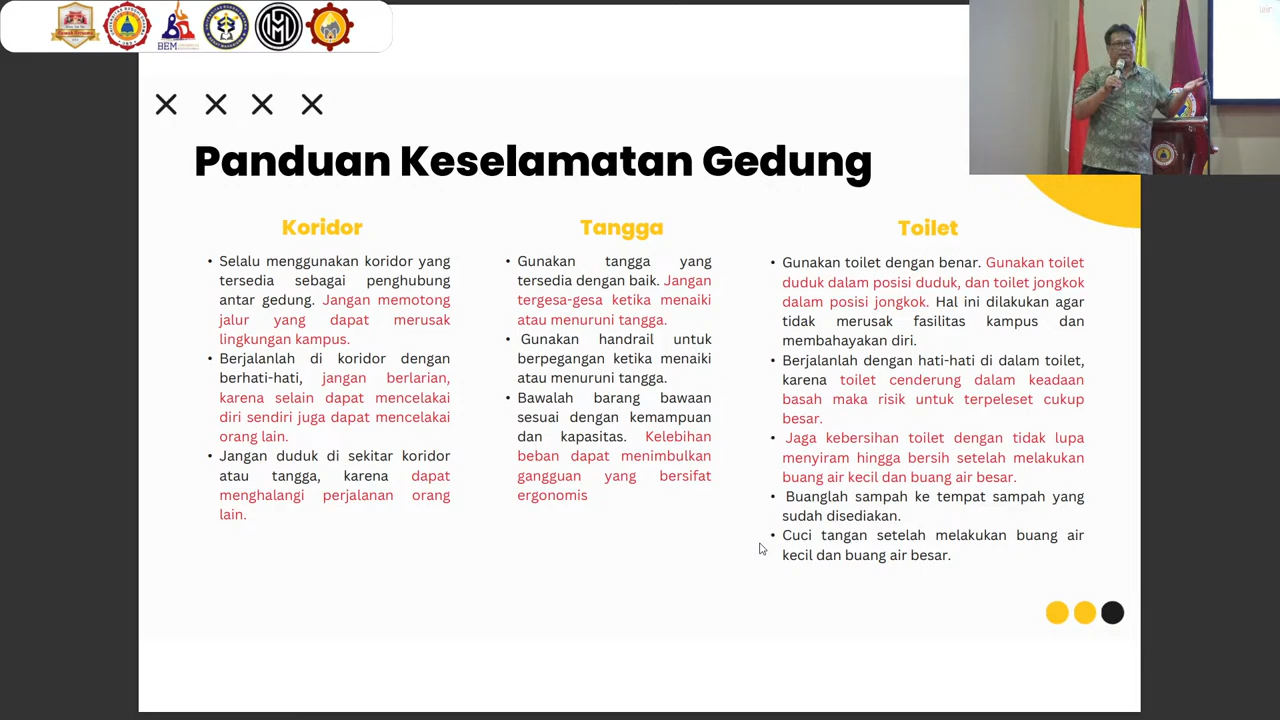 BEM
Panduan Keselamatan Gedung
Koridor
• Selalu menggunakan koridor yang
tersedia sebagai penghubung
antar gedung. Jangan memotong
jalur yang dapat merusak
lingkungan kampus.
• Berjalanlah di koridor dengan
berhati-hati, jangan berlarian,
karena selain dapat mencelakai
diri sendiri juga dapat mencelakai
orang lain.
• Jangan duduk di sekitar koridor
atau tangga, karena dapat
menghalangi perjalanan orang
lain.
Tangga
• Gunakan tangga yang
tersedia dengan baik. Jangan
tergesa-gesa ketika menaiki
atau menuruni tangga.
• Gunakan handrail untuk
berpegangan ketika menaiki
atau menuruni tangga.
• Bawalah barang bawaan
sesuai dengan kemampuan
dan kapasitas. Kelebihan
beban dapat menimbulkan
gangguan yang bersifat
ergonomis
Toilet
• Gunakan toilet dengan benar. Gunakan toilet
duduk dalam posisi duduk, dan toilet jongkok
dalam posisi jongkok. Hal ini dilakukan agar
tidak merusak fasilitas kampus dan
membahayakan diri.
• Berjalanlah dengan hati-hati di dalam toilet,
karena toilet cenderung dalam keadaan
basah maka risik untuk terpeleset cukup
besar.
• Jaga kebersihan toilet dengan tidak lupa
menyiram hingga bersih setelah melakukan
buang air kecil dan buang air besar.
• Buanglah sampah ke tempat sampah yang
sudah disediakan.
• Cuci tangan setelah melakukan buang air
kecil dan buang air besar.